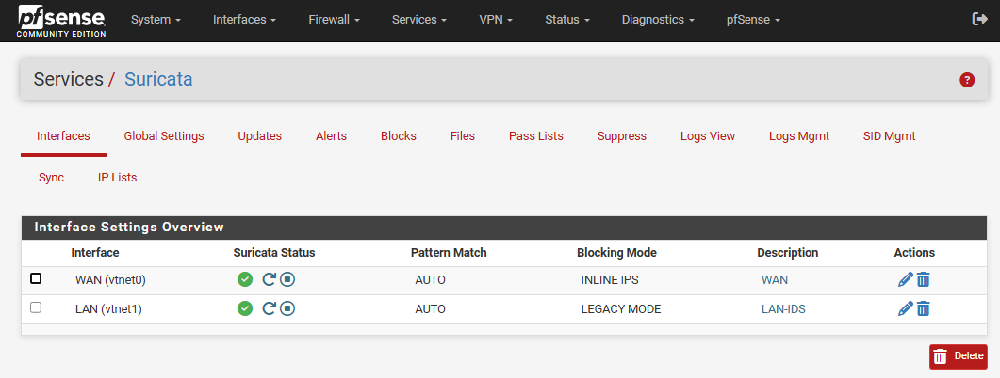 pfsense
COMMUNITY EDITION
System Interfaces Firewall Services VPN Status Diagnostics pfSense
Services / Suricata
?
Interfaces Global Settings Updates Alerts Blocks Files Pass Lists Suppress Logs View Logs Mgmt SID Mgmt
Sync IP Lists
Interface Settings Overview
Interface Suricata Status Pattern Match Blocking Mode Description Actions
WAN (vtnet0) AUTO INLINE IPS WAN
LAN (vtnet1) AUTO LEGACY MODE LAN-IDS
Delete